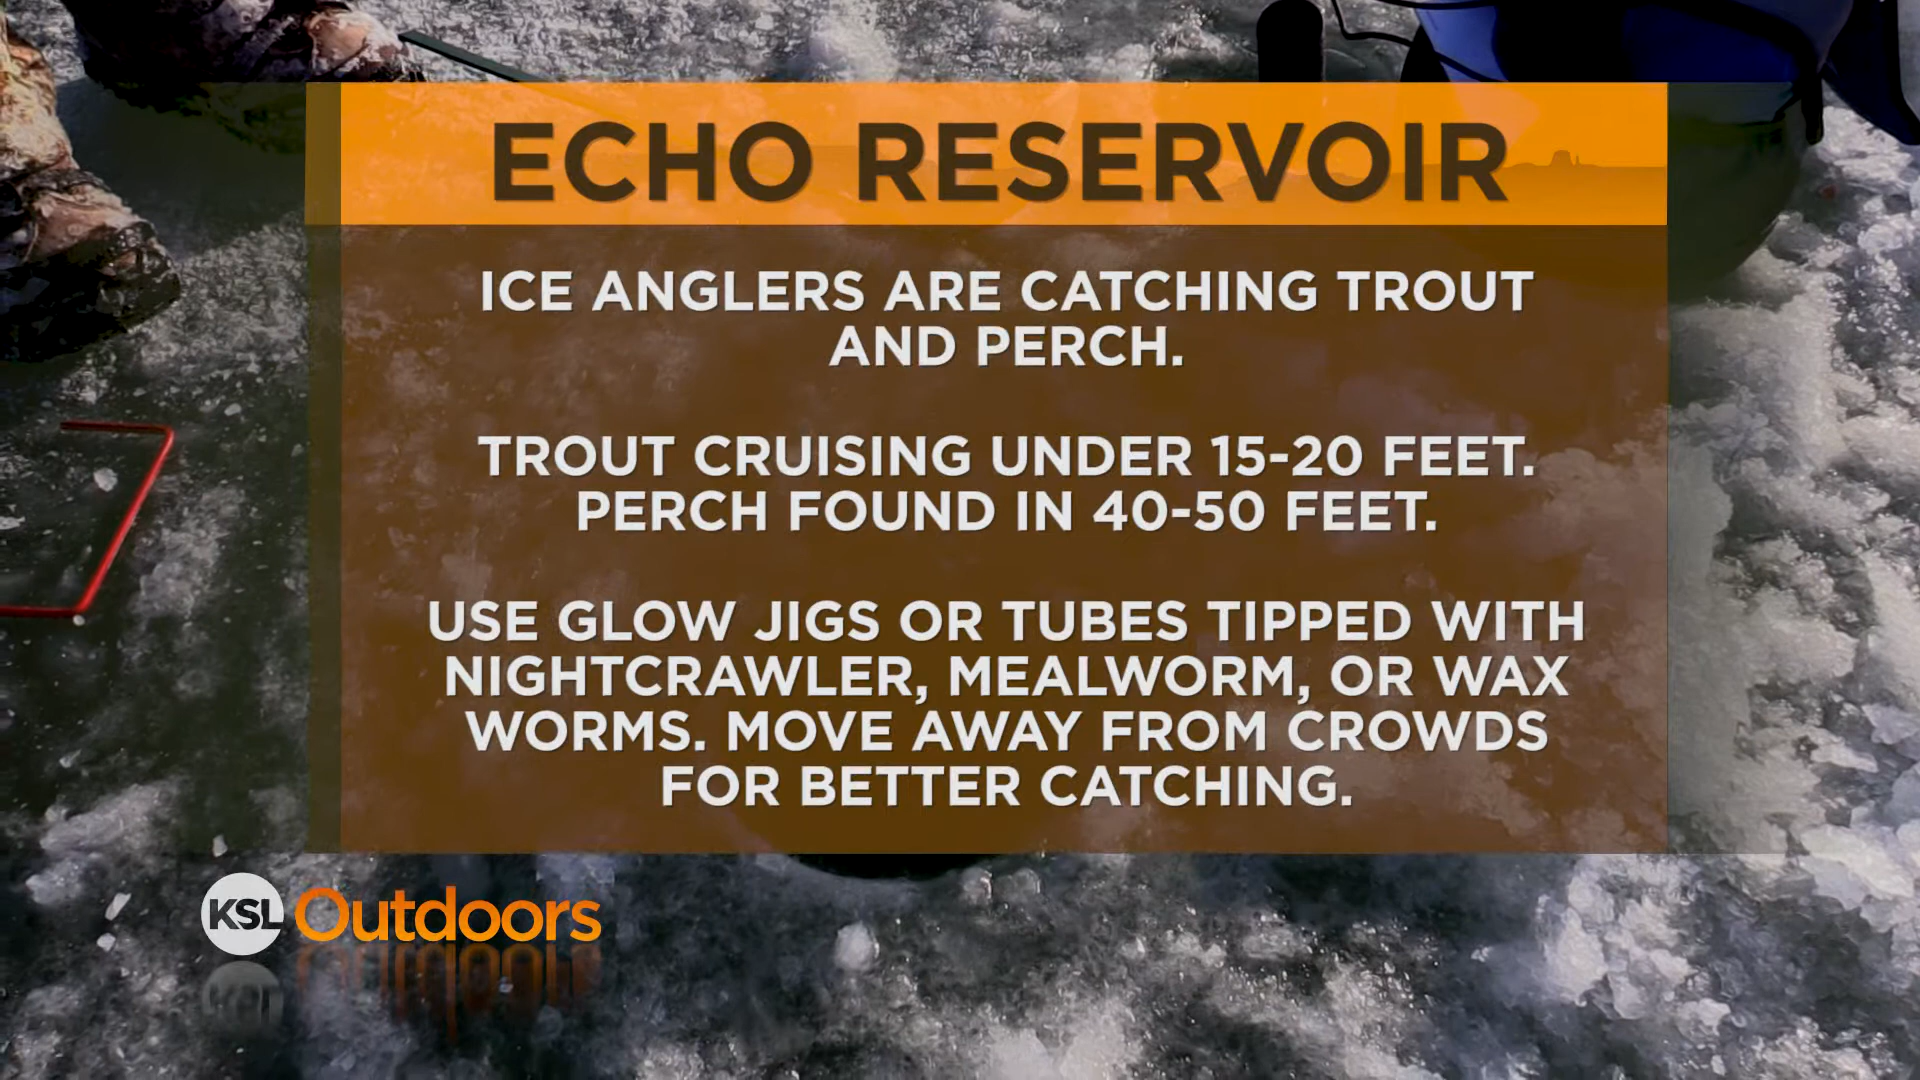 ECHO RESERVOIR
ICE ANGLERS ARE CATCHING TROUT
AND PERCH.
TROUT CRUISING UNDER 15-20 FEET.
PERCH FOUND IN 40-50 FEET.
USE GLOW JIGS OR TUBES TIPPED WITH
NIGHTCRAWLER, MEALWORM, OR WAX
WORMS. MOVE AWAY FROM CROWDS
FOR BETTER CATCHING.
KSL Outdoors